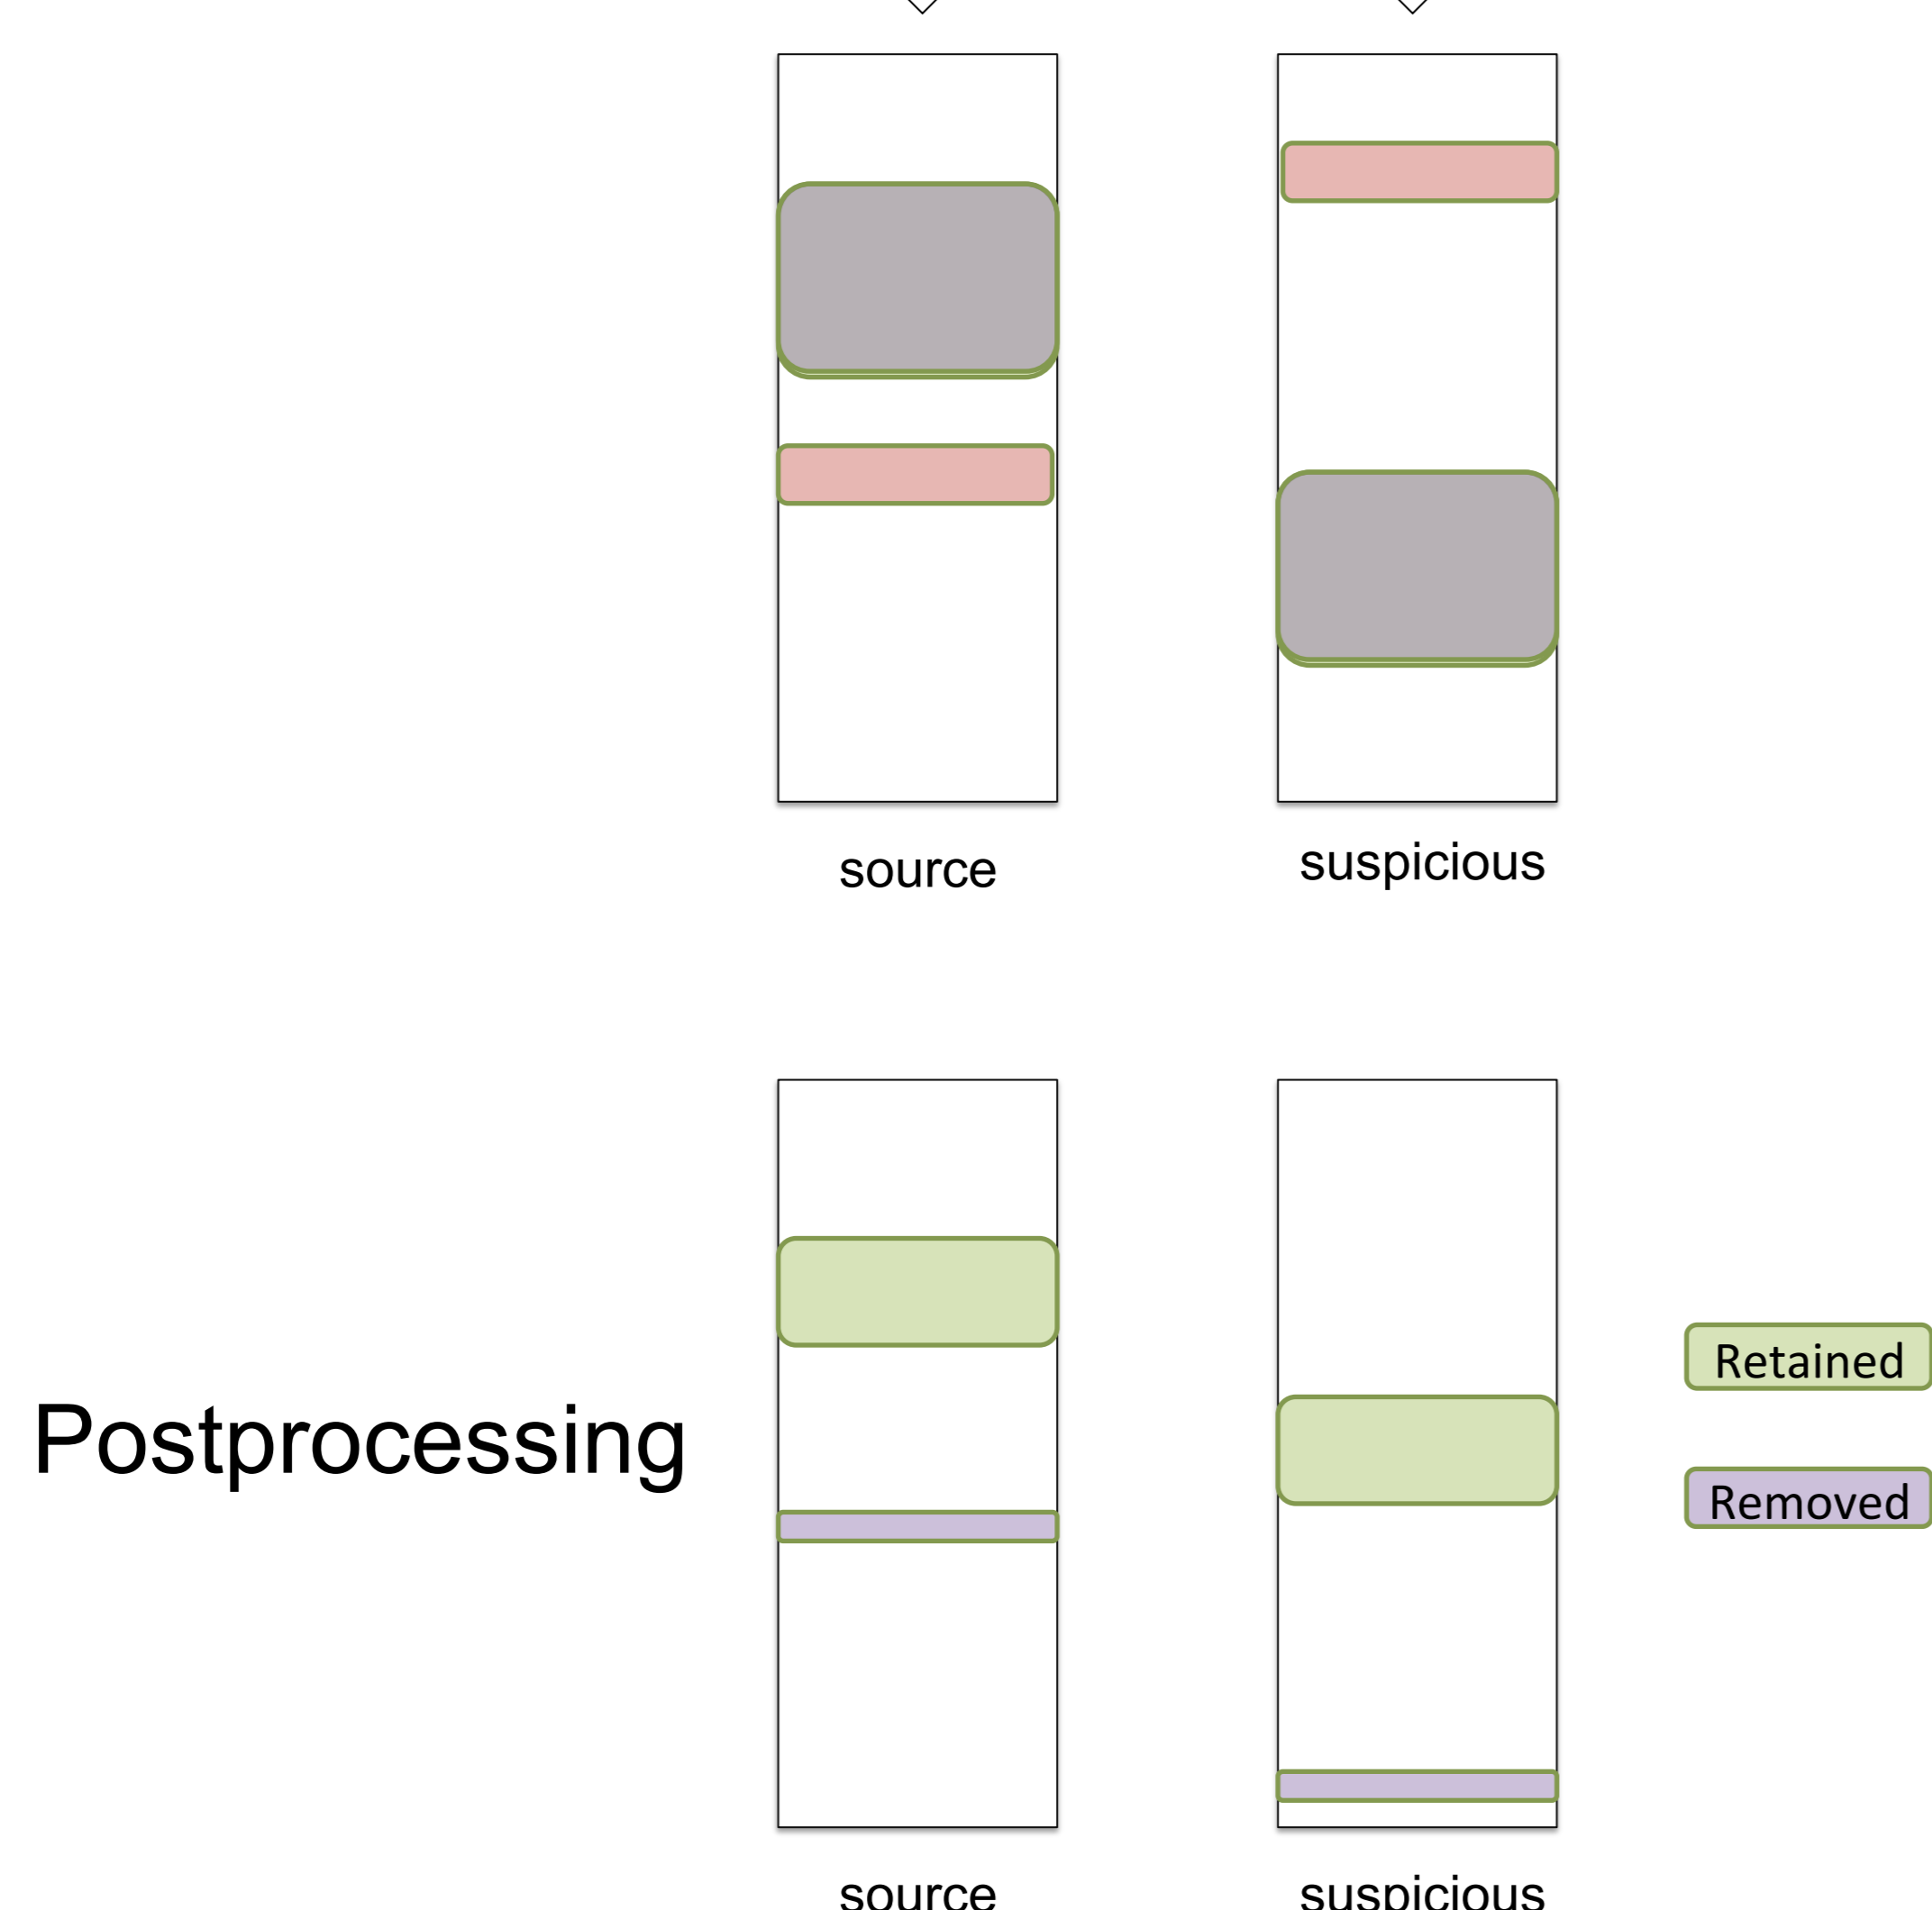 source
suspicious
Postprocessing
Retained
Removed
source
suspicious